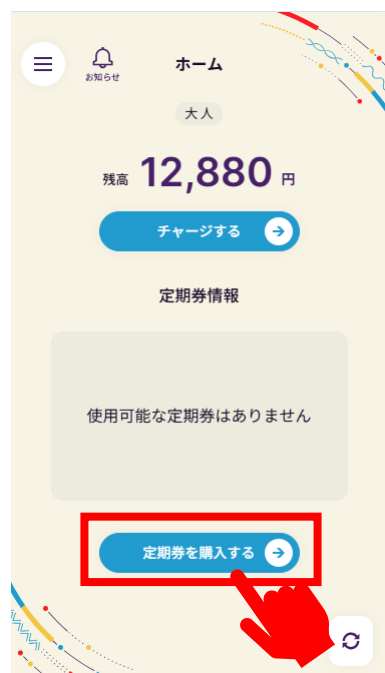 お知らせ
ホーム
大人
残高 12,880 円
チャージする
定期券情報
使用可能な定期券はありません
定期券を購入する